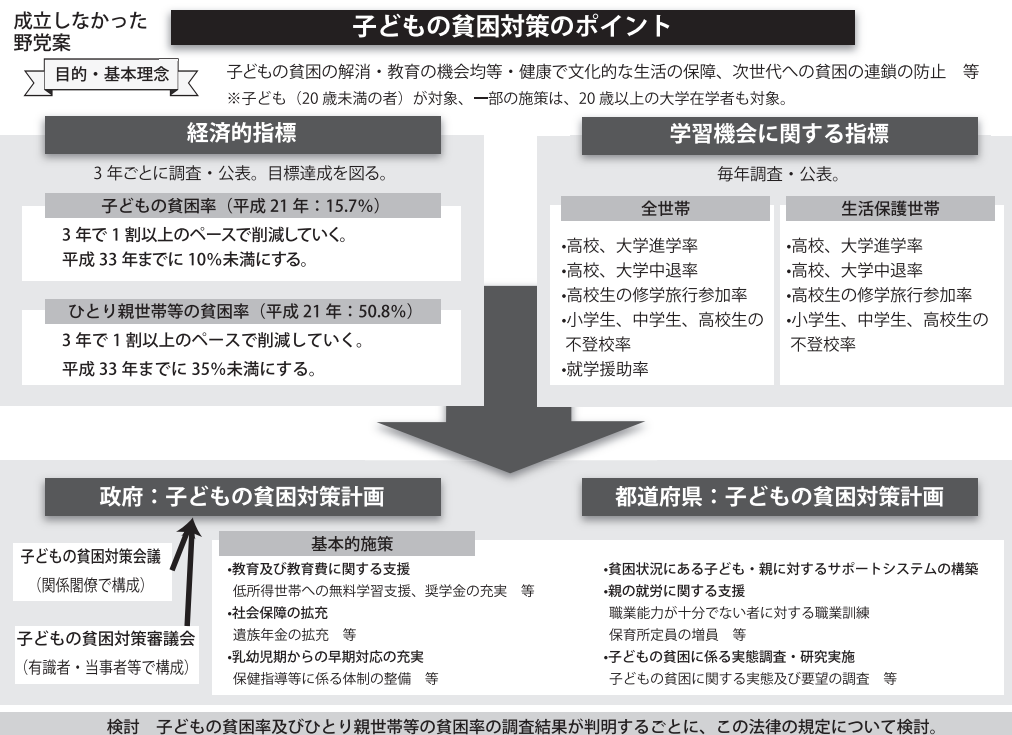 成立しなかった
野党案
子どもの貧困対策のポイント
目的・基本理念
子どもの貧困の解消・教育の機会均等・健康で文化的な生活の保障、次世代への貧困の連鎖の防止　等
※子ども（20 歳未満の者）が対象、一部の施策は、20 歳以上の大学在学者も対象。
経済的指標
3 年ごとに調査・公表。目標達成を図る。
子どもの貧困率（平成 21 年：15.7%）
3 年で 1 割以上のペースで削減していく。
平成 33 年までに 10%未満にする。
ひとり親世帯等の貧困率（平成 21 年：50.8%）
3 年で 1 割以上のペースで削減していく。
平成 33 年までに 35%未満にする。
学習機会に関する指標
毎年調査・公表。
全世帯
•高校、大学進学率
•高校、大学中退率
•高校生の修学旅行参加率
•小学生、中学生、高校生の
不登校率
•就学援助率
生活保護世帯
•高校、大学進学率
•高校、大学中退率
•高校生の修学旅行参加率
•小学生、中学生、高校生の
不登校率
政府：子どもの貧困対策計画
子どもの貧困対策会議
（関係閣僚で構成）
子どもの貧困対策審議会
（有識者・当事者等で構成）
基本的施策
•教育及び教育費に関する支援
低所得世帯への無料学習支援、奨学金の充実　等
•社会保障の拡充
遺族年金の拡充　等
•乳幼児期からの早期対応の充実
保健指導等に係る体制の整備　等
都道府県：子どもの貧困対策計画
•貧困状況にある子ども・親に対するサポートシステムの構築
•親の就労に関する支援
職業能力が十分でない者に対する職業訓練
保育所定員の増員　等
•子どもの貧困に係る実態調査・研究実施
子どもの貧困に関する実態及び要望の調査　等
検討　子どもの貧困率及びひとり親世帯等の貧困率の調査結果が判明するごとに、この法律の規定について検討。